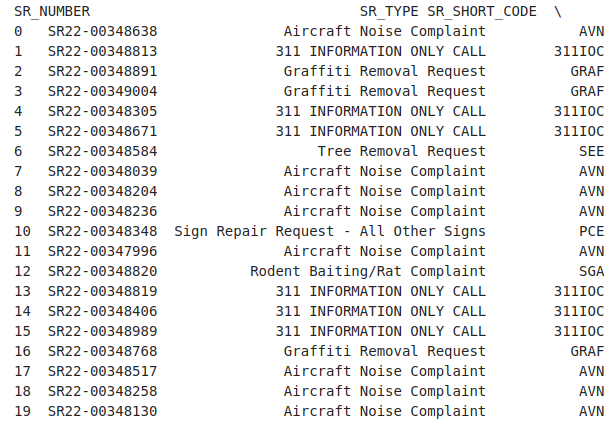 SR_NUMBER SR_TYPE SR_SHORT_CODE \
0 SR22-00348638 Aircraft Noise Complaint AVN
1 SR22-00348813 311 INFORMATION ONLY CALL 311IOC
2 SR22-00348891 Graffiti Removal Request GRAF
3 SR22-00349004 Graffiti Removal Request GRAF
4 SR22-00348305 311 INFORMATION ONLY CALL 311IOC
5 SR22-00348671 311 INFORMATION ONLY CALL 311IOC
6 SR22-00348584 Tree Removal Request SEE
7 SR22-00348039 Aircraft Noise Complaint AVN
8 SR22-00348204 Aircraft Noise Complaint AVN
9 SR22-00348236 Aircraft Noise Complaint AVN
10 SR22-00348348 Sign Repair Request - All Other Signs PCE
11 SR22-00347996 Aircraft Noise Complaint AVN
12 SR22-00348820 Rodent Baiting/Rat Complaint SGA
13 SR22-00348819 311 INFORMATION ONLY CALL 311IOC
14 SR22-00348406 311 INFORMATION ONLY CALL 311IOC
15 SR22-00348989 311 INFORMATION ONLY CALL 311IOC
16 SR22-00348768 Graffiti Removal Request GRAF
17 SR22-00348517 Aircraft Noise Complaint AVN
18 SR22-00348258 Aircraft Noise Complaint AVN
19 SR22-00348130 Aircraft Noise Complaint AVN